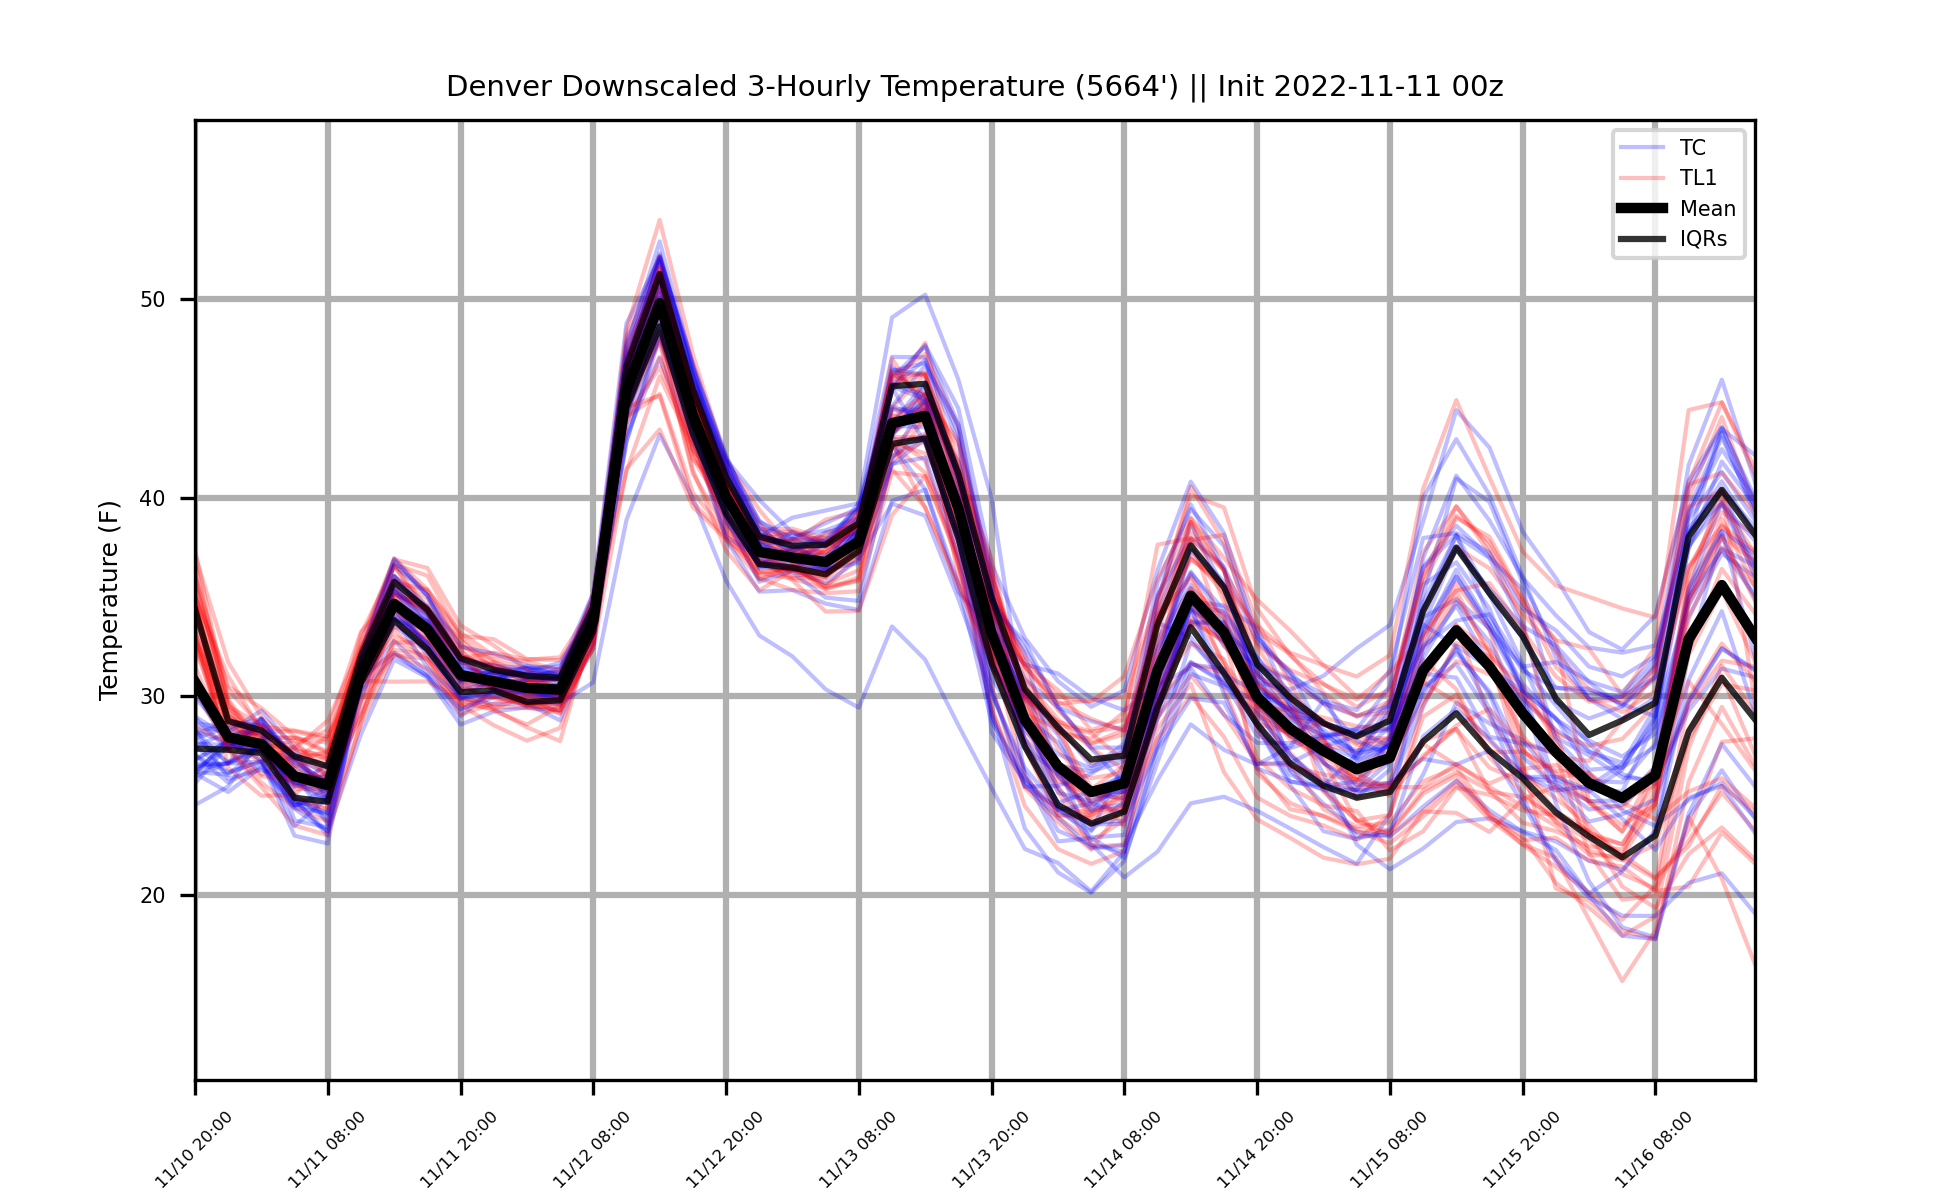 Denver Downscaled 3-Hourly Temperature (5664') || Init 2022-11-11 00z
TC
TL1
Mean
IQRs
Temperature (F)
50
40
30
20
11/10 20:00
11/11 08:00
11/11 20:00
11/12 08:00
11/12 20:00
11/13 08:00
11/13 20:00
11/14 08:00
11/14 20:00
11/15 08:00
11/15 20:00
11/16 08:00